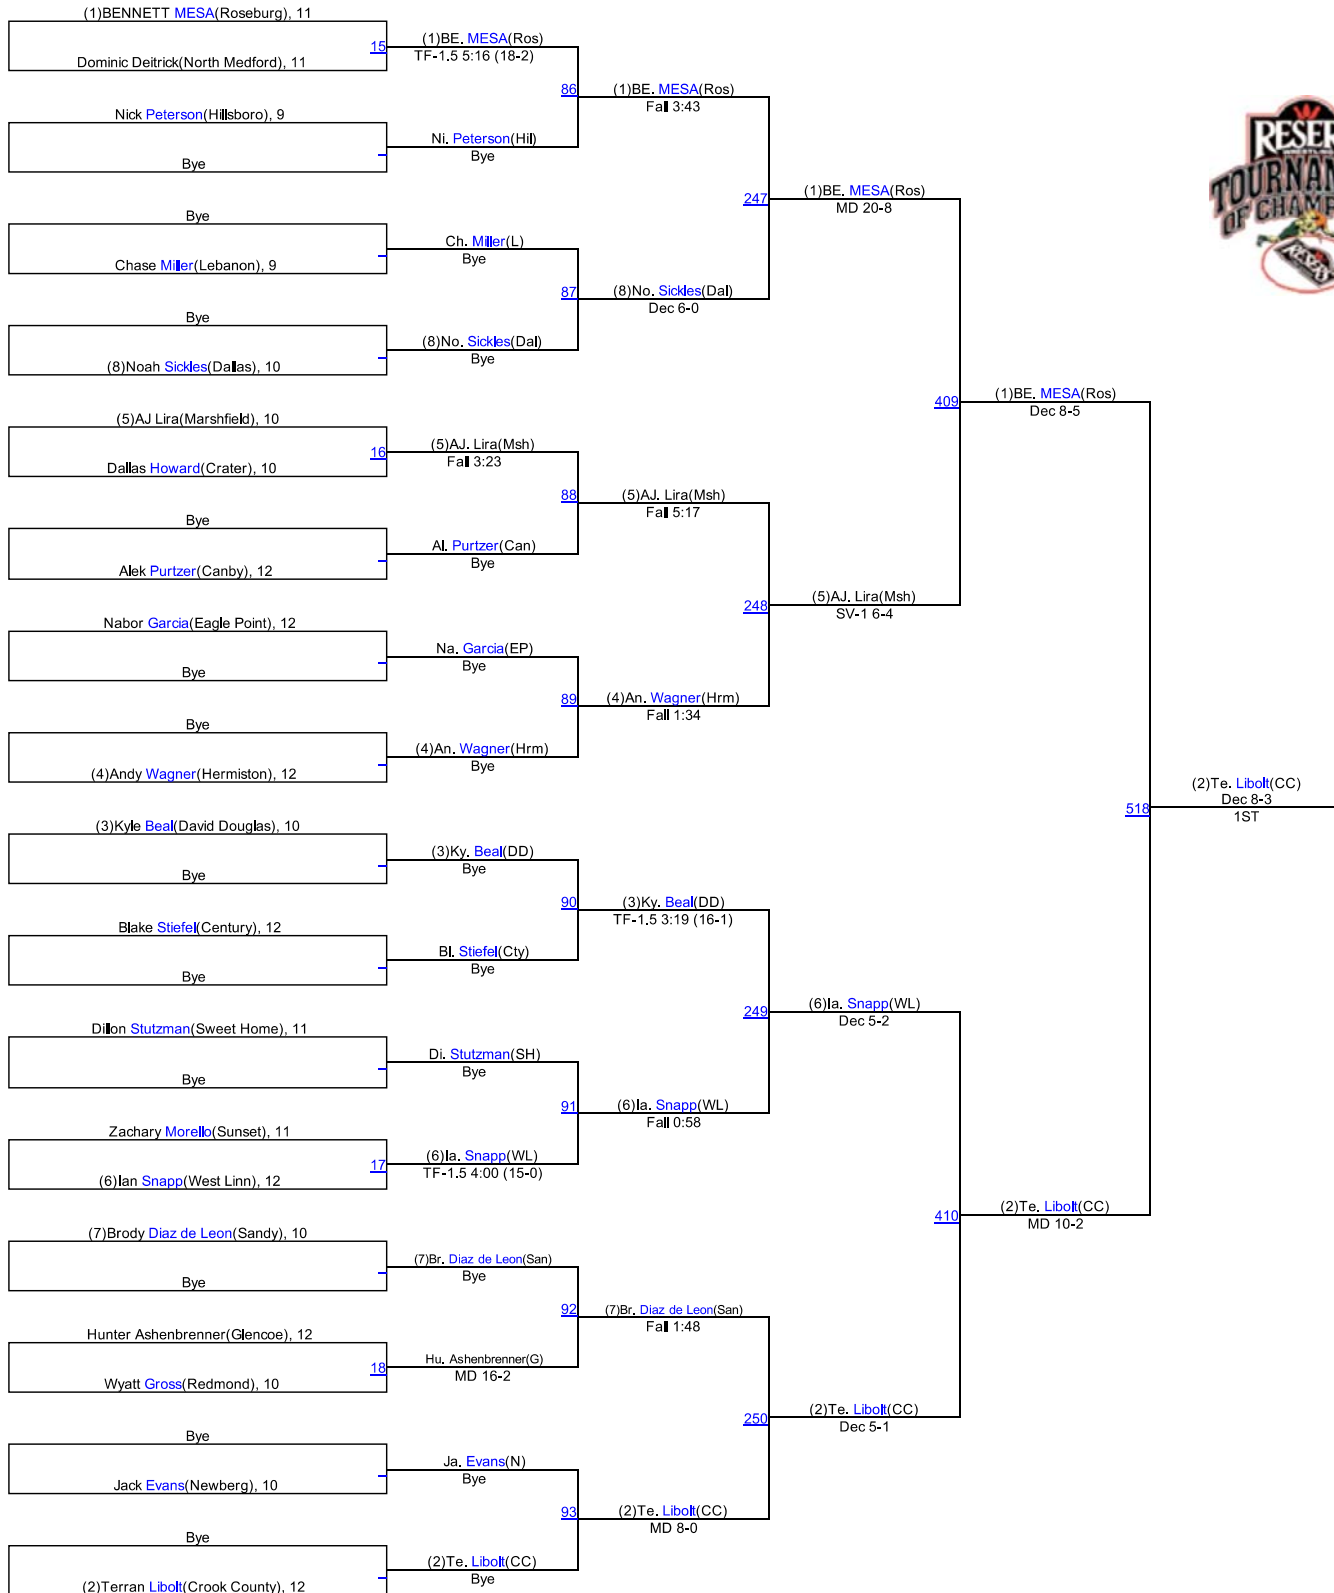 (1)BENNETT MESA(Roseburg), 11
15
Dominic Deitrick(North Medford), 11
(1)BE. MESA(Ros)
TF-1.5 5:16 (18-2)
Nick Peterson(Hillsboro), 9
Bye
Ni. Peterson(Hil)
Bye
86
(1)BE. MESA(Ros)
Fall 3:43
Bye
Chase Miller(Lebanon), 9
Ch. Miller(L)
Bye
Bye
(8)Noah Sickles(Dallas), 10
(8)No. Sickles(Dal)
Bye
87
(8)No. Sickles(Dal)
Dec 6-0
247
(1)BE. MESA(Ros)
MD 20-8
(5)AJ Lira(Marshfield), 10
16
Dallas Howard(Crater), 10
(5)AJ. Lira(Msh)
Fall 3:23
Bye
Alek Purtzer(Canby), 12
Al. Purtzer(Can)
Bye
88
(5)AJ. Lira(Msh)
Fall 5:17
Nabor Garcia(Eagle Point), 12
Bye
Na. Garcia(EP)
Bye
Bye
(4)Andy Wagner(Hermiston), 12
(4)An. Wagner(Hrm)
Bye
89
(4)An. Wagner(Hrm)
Fall 1:34
248
(5)AJ. Lira(Msh)
SV-1 6-4
409
(1)BE. MESA(Ros)
Dec 8-5
(3)Kyle Beal(David Douglas), 10
Bye
(3)Ky. Beal(DD)
Bye
Blake Stiefel(Century), 12
Bye
Bl. Stiefel(Cty)
Bye
90
(3)Ky. Beal(DD)
TF-1.5 3:19 (16-1)
Dillon Stutzman(Sweet Home), 11
Bye
Di. Stutzman(SH)
Bye
Zachary Morello(Sunset), 11
17
(6)Ian Snapp(West Linn), 12
(6)Ia. Snapp(WL)
TF-1.5 4:00 (15-0)
91
(6)Ia. Snapp(WL)
Fall 0:58
249
(6)Ia. Snapp(WL)
Dec 5-2
(7)Brody Diaz de Leon(Sandy), 10
Bye
(7)Br. Diaz de Leon(San)
Bye
Hunter Ashenbrenner(Glencoe), 12
18
Wyatt Gross(Redmond), 10
Hu. Ashenbrenner(G)
MD 16-2
92
(7)Br. Diaz de Leon(San)
Fall 1:48
Bye
Jack Evans(Newberg), 10
Ja. Evans(N)
Bye
Bye
(2)Terran Libolt(Crook County), 12
(2)Te. Libolt(CC)
Bye
93
(2)Te. Libolt(CC)
MD 8-0
250
(2)Te. Libolt(CC)
Dec 5-1
410
(2)Te. Libolt(CC)
MD 10-2
518
(2)Te. Libolt(CC)
Dec 8-3
1ST
RESER
TOURNAM
OF CHAMP